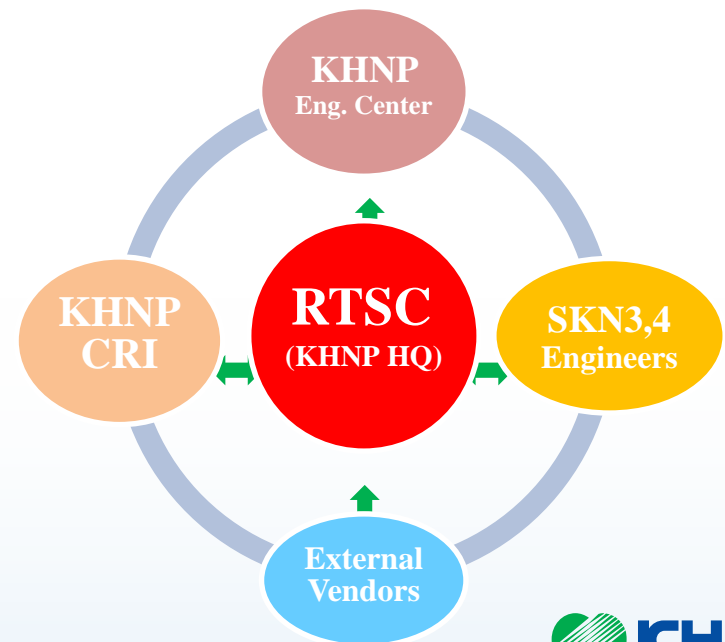 KHNP
Eng. Center
KHNP
CRI
RTSC
(KHNP HQ)
SKN3,4
Engineers
External
Vendors